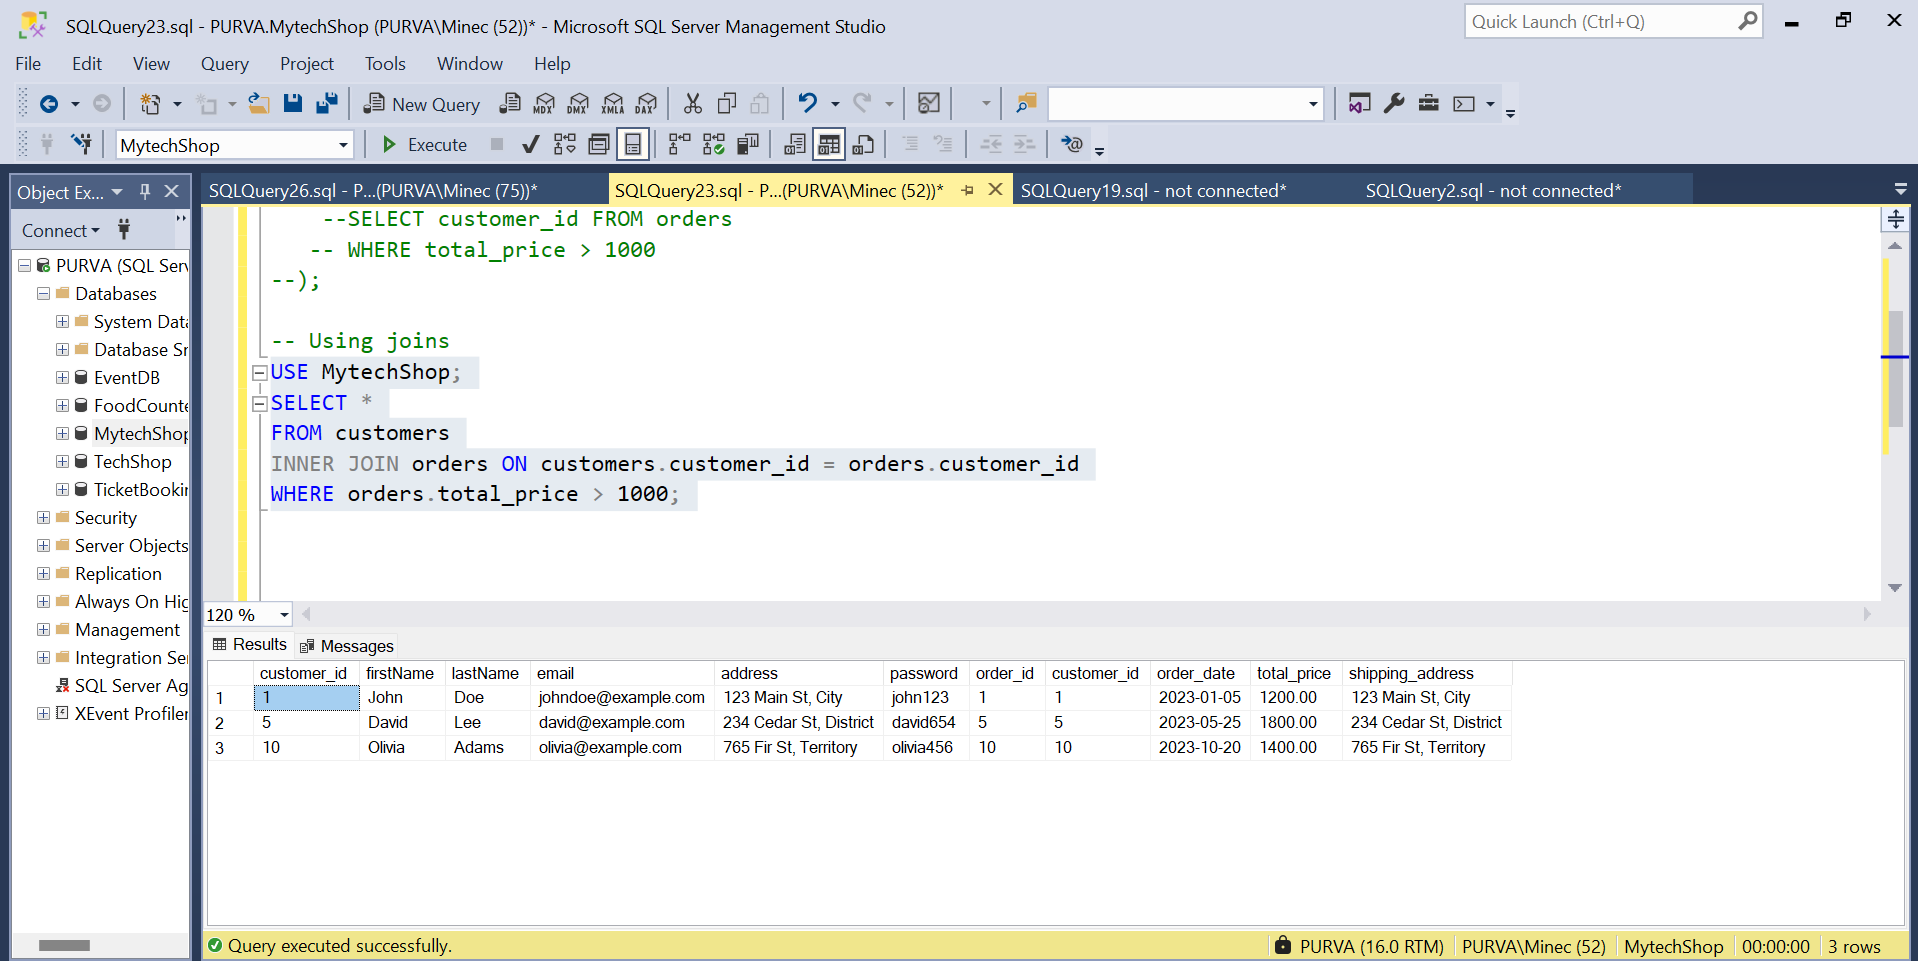 SQLQuery23.sql - PURVA.MytechShop (PURVA\Minec (52))* - Microsoft SQL Server Management Studio
Quick Launch (Ctrl+Q)
File Edit View Query Project Tools Window Help
New Query MDX DMX XMLA DAX
MytechShop Execute
Object Ex...
SQLQuery26.sql - P...(PURVA\Minec (75))* SQLQuery23.sql - P...(PURVA\Minec (52))* SQLQuery19.sql - not connected* SQLQuery2.sql - not connected*
Connect
PURVA (SQL Serv
Databases
System Data
Database Sn
EventDB
FoodCounte
MytechShop
TechShop
TicketBookin
Security
Server Objects
Replication
Always On Hig
Management
Integration Se
SQL Server Ag
XEvent Profiler
--SELECT customer_id FROM orders
-- WHERE total_price > 1000
--);
-- Using joins
USE MytechShop;
SELECT *
FROM customers
INNER JOIN orders ON customers.customer_id = orders.customer_id
WHERE orders.total_price > 1000;
120 %
Results Messages
customer_id firstName lastName email address password order_id customer_id order_date total_price shipping_address
1 1 John Doe johndoe@example.com 123 Main St, City john123 1 1 2023-01-05 1200.00 123 Main St, City
2 5 David Lee david@example.com 234 Cedar St, District david654 5 5 2023-05-25 1800.00 234 Cedar St, District
3 10 Olivia Adams olivia@example.com 765 Fir St, Territory olivia456 10 10 2023-10-20 1400.00 765 Fir St, Territory
Query executed successfully. PURVA (16.0 RTM) PURVA\Minec (52) MytechShop 00:00:00 3 rows